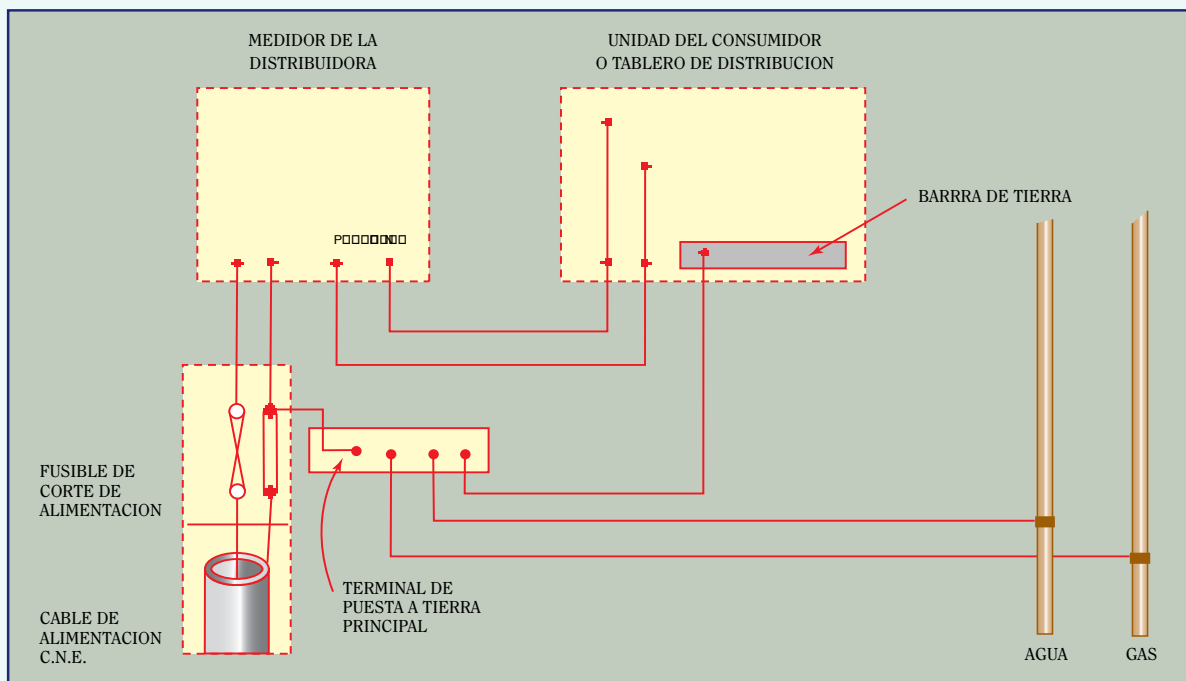 MEDIDOR DE LA
DISTRIBUIDORA
UNIDAD DEL CONSUMIDOR
O TABLERO DE DISTRIBUCION
BARRRA DE TIERRA
FUSIBLE DE
CORTE DE
ALIMENTACION
TERMINAL DE
PUESTA A TIERRA
PRINCIPAL
CABLE DE
ALIMENTACION
C.N.E.
AGUA
GAS